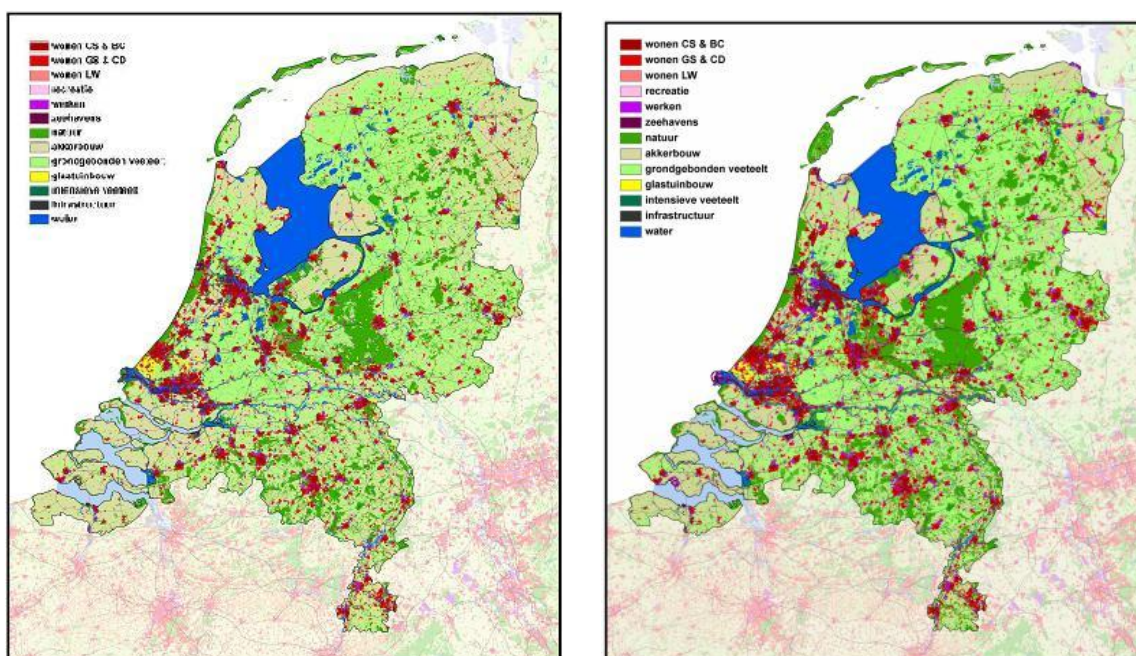 wonen CS & BC
wonen GS & CD
wonen LW
recreatie
werken
zeehavens
natuur
akkerbouw
grondgebonden veeteelt
glastuinbouw
intensieve veeteelt
infrastructuur
water
wonen CS & BC
wonen GS & CD
wonen LW
recreatie
werken
zeehavens
natuur
akkerbouw
grondgebonden veeteelt
glastuinbouw
intensieve veeteelt
infrastructuur
water